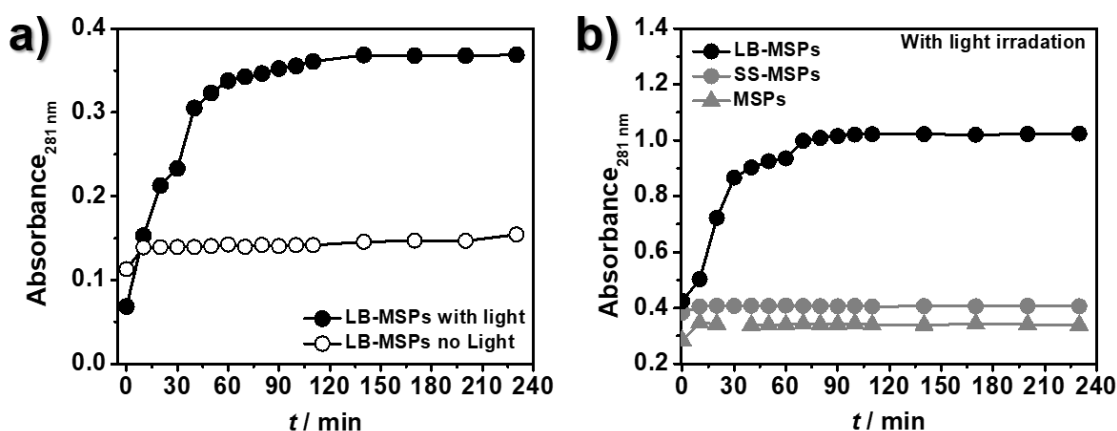 a)
Absorbance281 nm
0.4
0.3
0.2
0.1
0.0
LB-MSPs with light
LB-MSPs no Light
0 30 60 90 120 150 180 210 240
t / min
b)
Absorbance281 nm
1.4
1.2
1.0
0.8
0.6
0.4
0.2
With light irradation
LB-MSPs
SS-MSPs
MSPs
0 30 60 90 120 150 180 210 240
t / min